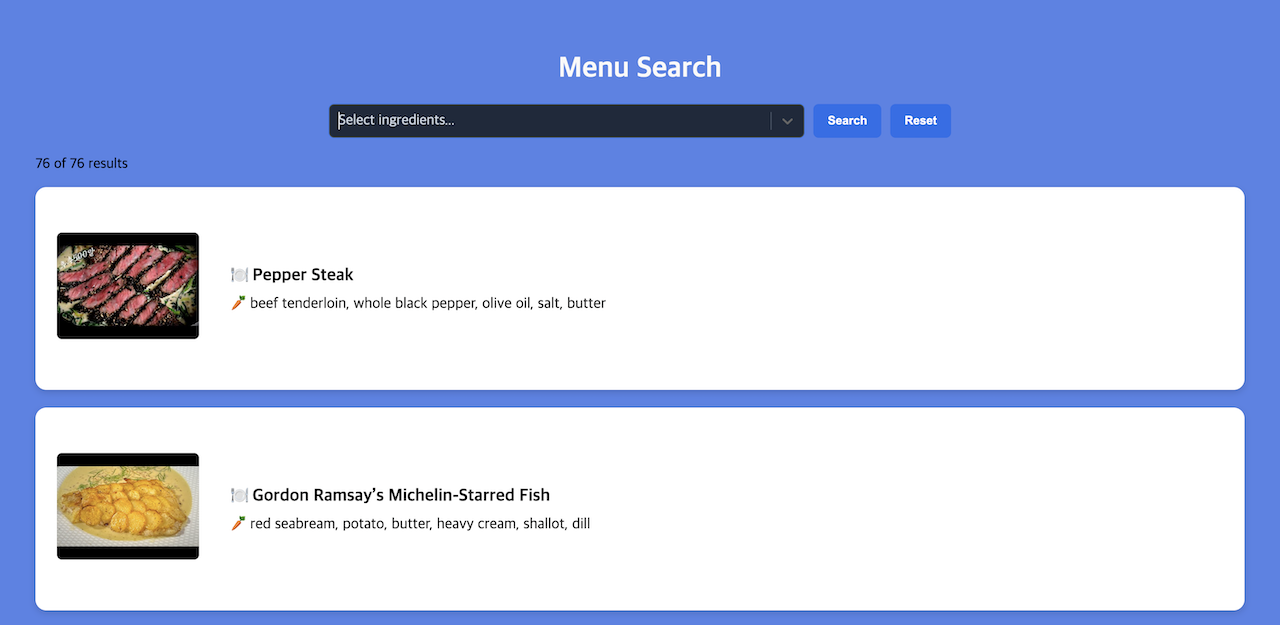 Menu Search
Select ingredients...
Search
Reset
76 of 76 results
Pepper Steak
beef tenderloin, whole black pepper, olive oil, salt, butter
Gordon Ramsay’s Michelin-Starred Fish
red seabream, potato, butter, heavy cream, shallot, dill